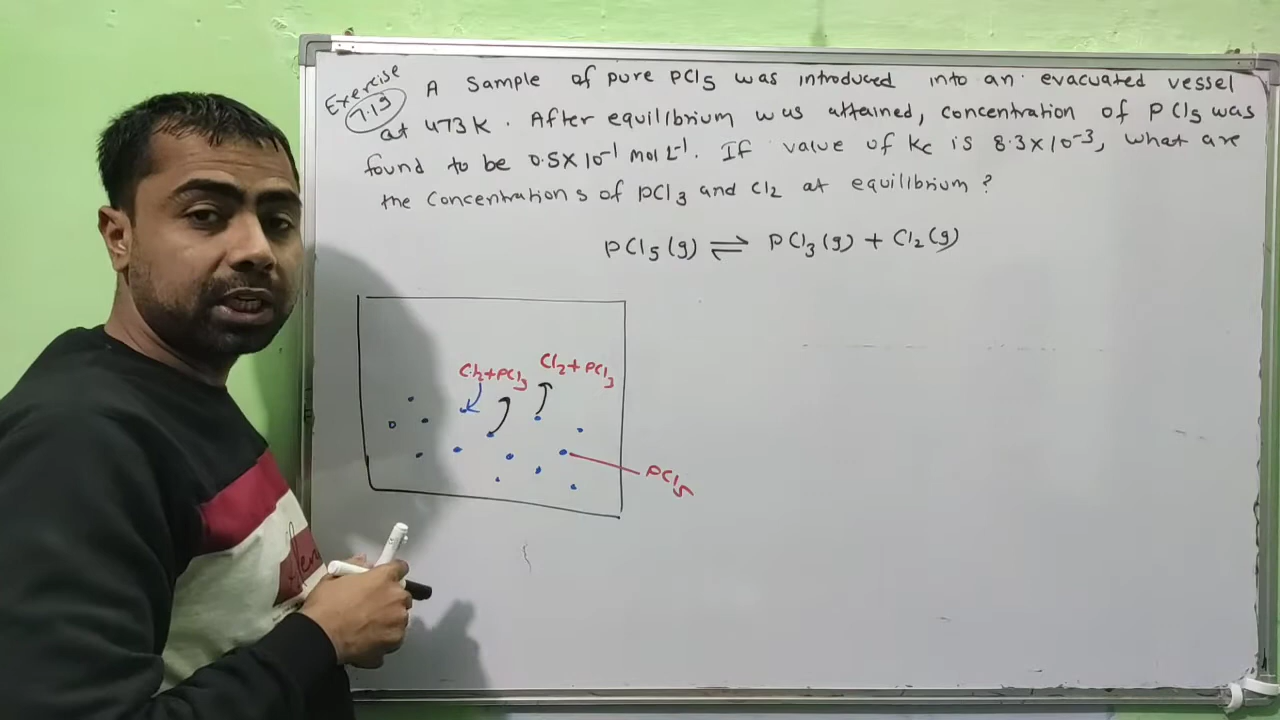 Exercise
7.19
A Sample of pure PCl5 was introduced into an evacuated vessel
at 473K. After equilibrium was attained, concentration of PCl5 was
found to be 0.5×10⁻¹ mol L⁻¹. If value of Kc is 8.3×10⁻³, what are
the Concentrations of PCl3 and Cl2 at equilibrium?
PCl5(g) ⇌ PCl3(g) + Cl2(g)
Cl2+PCl3
Cl2+PCl3
PCl5